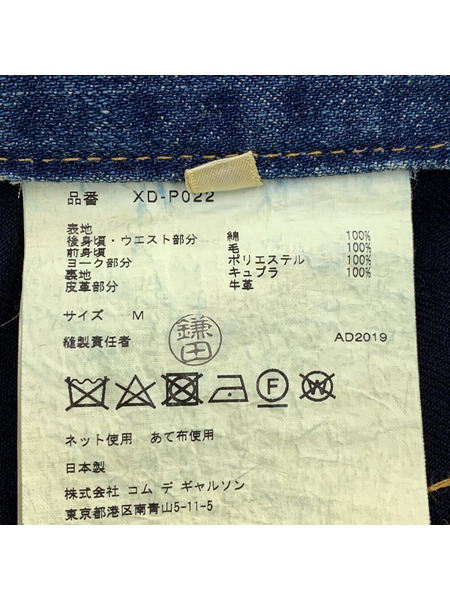 品番 XD-P022
表地
後身頃・ウエスト部分 綿 100%
前身頃 毛 100%
ヨーク部分 ポリエステル 100%
裏地 キュプラ 100%
皮革部分 牛革
サイズ M
縫製責任者 鎌田 AD2019
F W
ネット使用 あて布使用
日本製
株式会社 コム デ ギャルソン
東京都港区南青山5-11-5